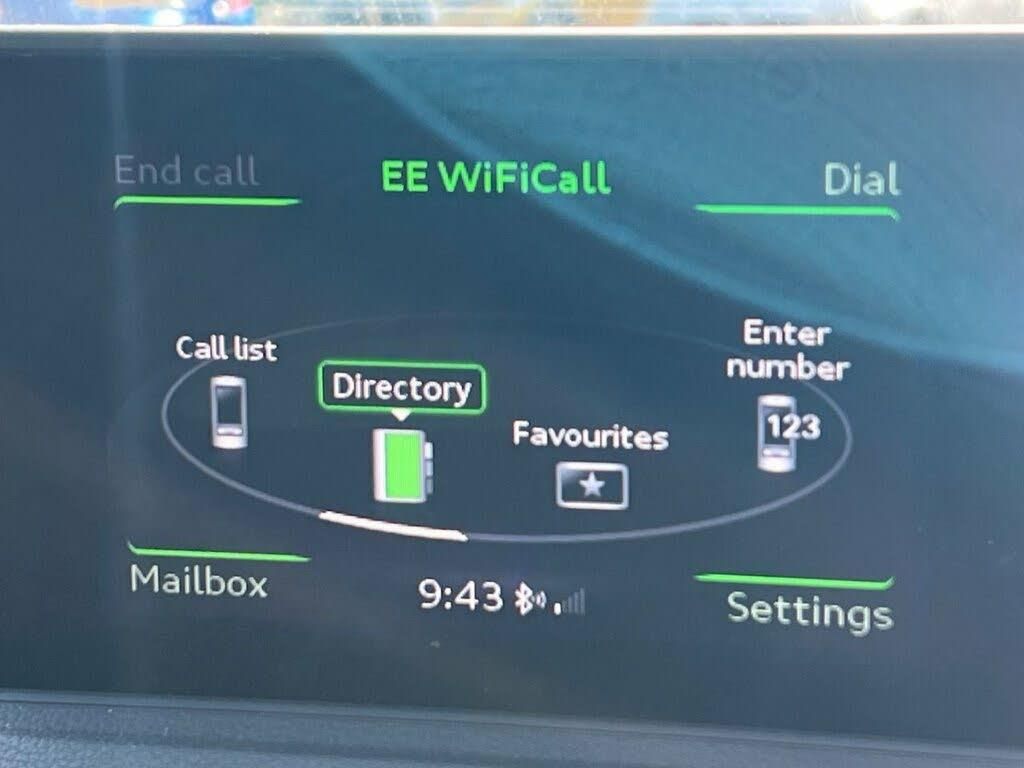 End call
EE WiFiCall
Dial
Call list
Directory
Favourites
Enter
number
123
Mailbox
9:43
Settings